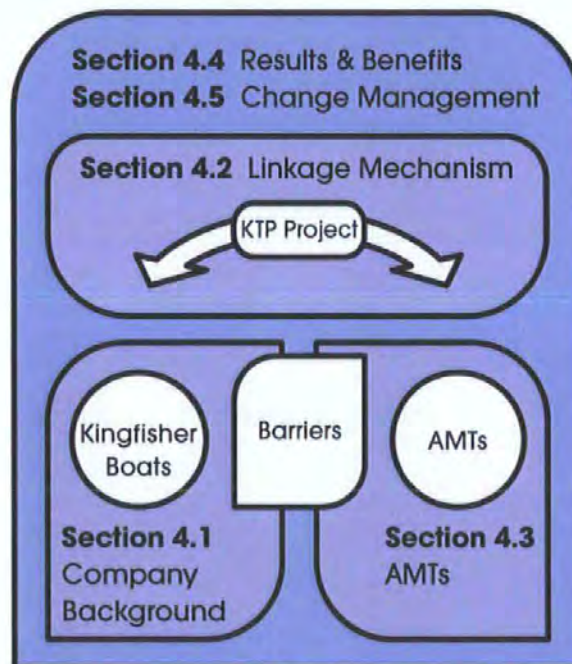 Section 4.4 Results & Benefits
Section 4.5 Change Management
Section 4.2 Linkage Mechanism
KTP Project
Kingfisher
Boats
Barriers
AMTs
Section 4.1
Company
Background
Section 4.3
AMTs